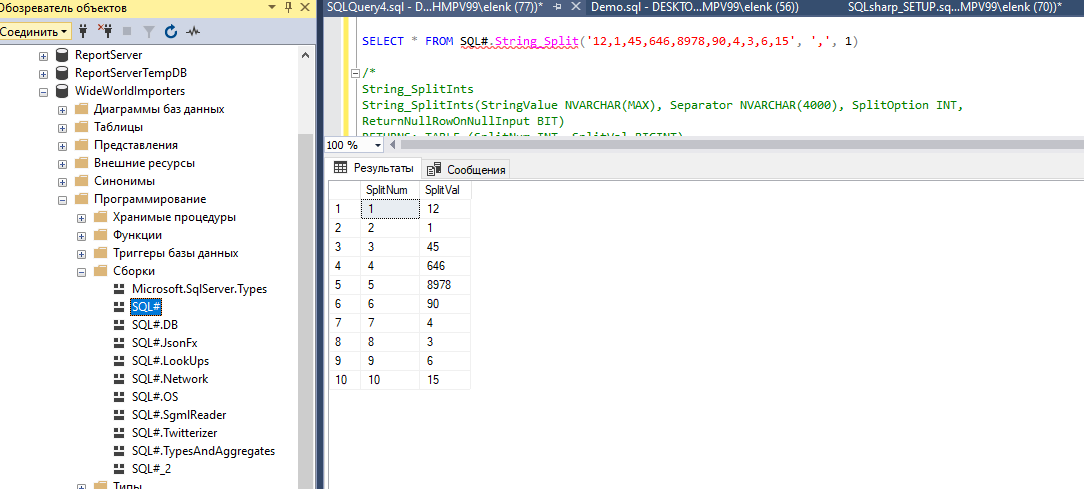 Обозреватель объектов
Соединить
ReportServer
ReportServerTempDB
WideWorldImporters
Диаграммы баз данных
Таблицы
Представления
Внешние ресурсы
Синонимы
Программирование
Хранимые процедуры
Функции
Триггеры базы данных
Сборки
Microsoft.SqlServer.Types
SQL#
SQL#.DB
SQL#.JsonFx
SQL#.LookUps
SQL#.Network
SQL#.OS
SQL#.SgmlReader
SQL#.Twitterizer
SQL#.TypesAndAggregates
SQL#_2
Типы
SQLQuery4.sql - D...HMPV99\elenk (77))*
Demo.sql - DESKTO...MPV99\elenk (56))
SQLsharp_SETUP.sq...MPV99\elenk (70))*
SELECT * FROM SQL#.String_Split('12,1,45,646,8978,90,4,3,6,15', ',', 1)
/*
String_SplitInts
String_SplitInts(StringValue NVARCHAR(MAX), Separator NVARCHAR(4000), SplitOption INT,
ReturnNullRowOnNullInput BIT)
RETURNS: TABLE (SplitNum INT, SplitVal BIGINT)
100 %
Результаты Сообщения
SplitNum SplitVal
1 1 12
2 2 1
3 3 45
4 4 646
5 5 8978
6 6 90
7 7 4
8 8 3
9 9 6
10 10 15